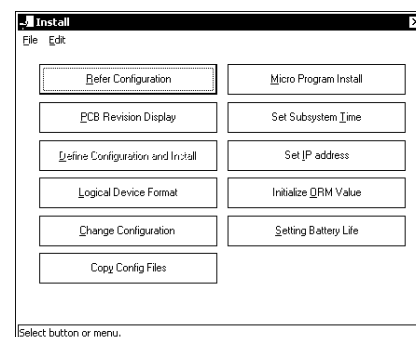 Install
File Edit
Refer Configuration
Micro Program Install
PCB Revision Display
Set Subsystem Time
Define Configuration and Install
Set IP address
Logical Device Format
Initialize ORM Value
Change Configuration
Setting Battery Life
Copy Config Files
Select button or menu.